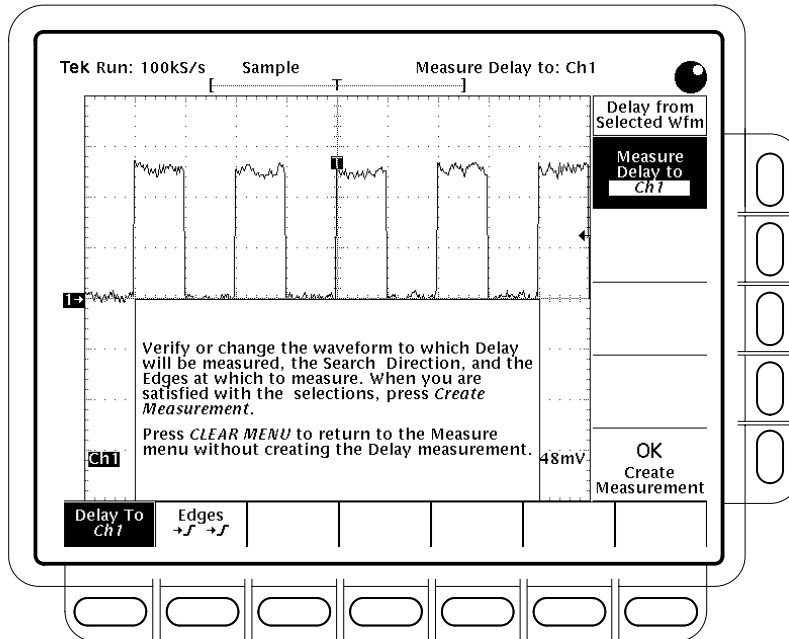 Tek Run: 100kS/s Sample Measure Delay to: Ch1
[ T ]
Delay from
Selected Wfm
Measure
Delay to
Ch1
T
1→
Verify or change the waveform to which Delay
will be measured, the Search Direction, and the
Edges at which to measure. When you are
satisfied with the selections, press Create
Measurement.
Press CLEAR MENU to return to the Measure
menu without creating the Delay measurement.
Ch1
48mV
OK
Create
Measurement
Delay To
Ch1
Edges